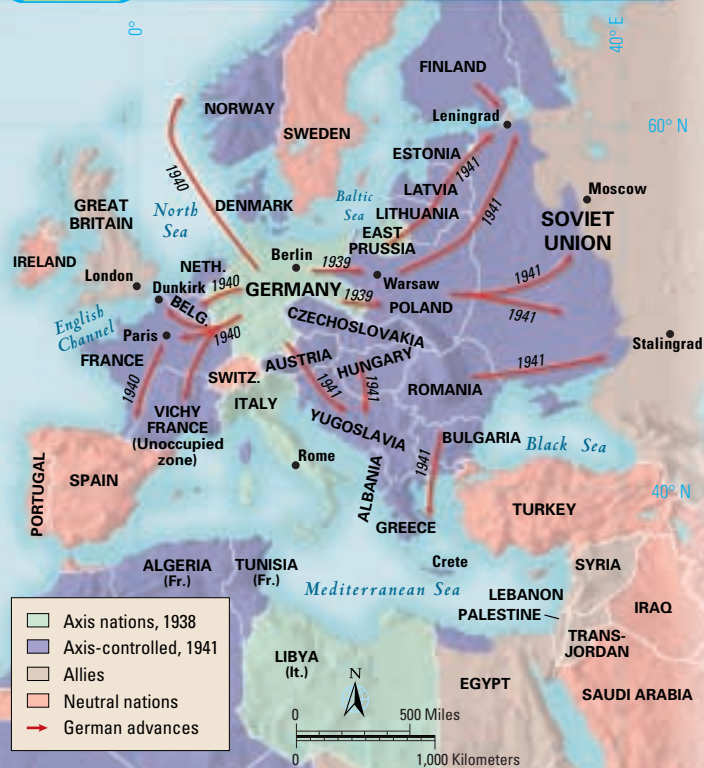 0°
40°E
FINLAND
Leningrad
60° N
NORWAY
SWEDEN
ESTONIA
1941
1940
LATVIA
Moscow
GREAT
BRITAIN
North
Sea
DENMARK
Baltic
Sea
LITHUANIA
1941
SOVIET
UNION
EAST
PRUSSIA
IRELAND
London
NETH.
Berlin
1939
Warsaw
1941
Dunkirk
1940
GERMANY
1939
POLAND
1941
BELG.
English
Channel
Paris
1940
CZECHOSLOVAKIA
Stalingrad
FRANCE
AUSTRIA
HUNGARY
1941
SWITZ.
1940
1941
1941
ROMANIA
ITALY
VICHY
FRANCE
(Unoccupied
zone)
YUGOSLAVIA
BULGARIA
Black Sea
Rome
1941
PORTUGAL
SPAIN
ALBANIA
40° N
TURKEY
GREECE
ALGERIA
(Fr.)
TUNISIA
(Fr.)
Crete
SYRIA
Mediterranean Sea
LEBANON
PALESTINE
IRAQ
TRANS-
JORDAN
Axis nations, 1938
Axis-controlled, 1941
Allies
Neutral nations
German advances
LIBYA
(It.)
N
EGYPT
SAUDI ARABIA
0
500 Miles
0
1,000 Kilometers